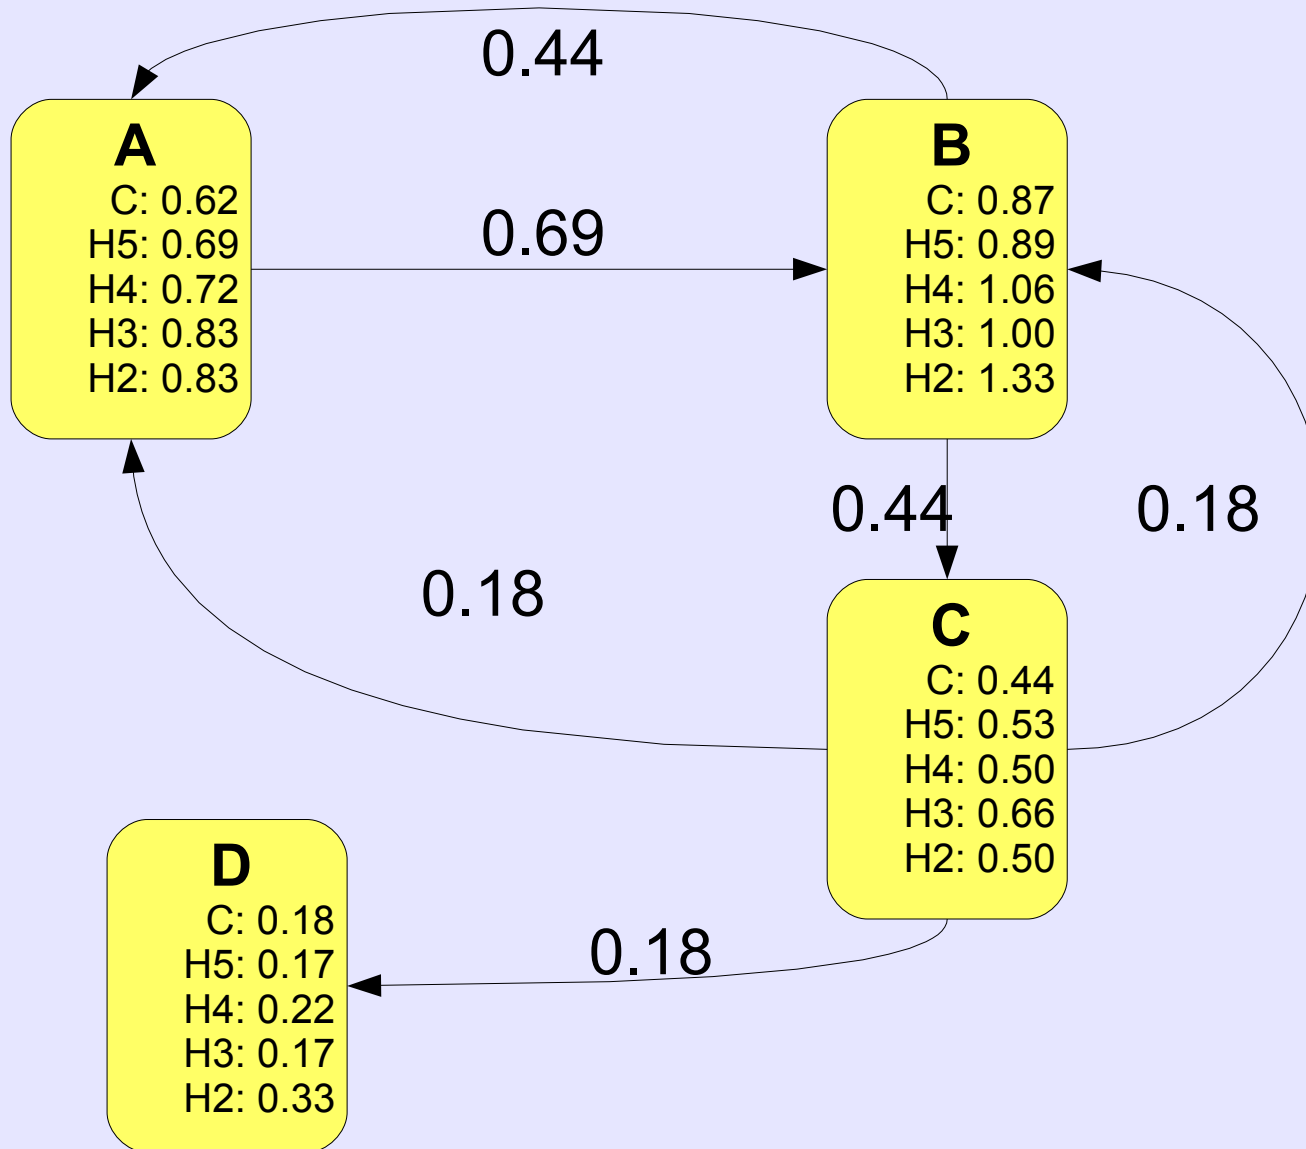 0.44
A
C: 0.62
H5: 0.69
H4: 0.72
H3: 0.83
H2: 0.83
0.69
B
C: 0.87
H5: 0.89
H4: 1.06
H3: 1.00
H2: 1.33
0.44
0.18
0.18
C
C: 0.44
H5: 0.53
H4: 0.50
H3: 0.66
H2: 0.50
D
C: 0.18
H5: 0.17
H4: 0.22
H3: 0.17
H2: 0.33
0.18